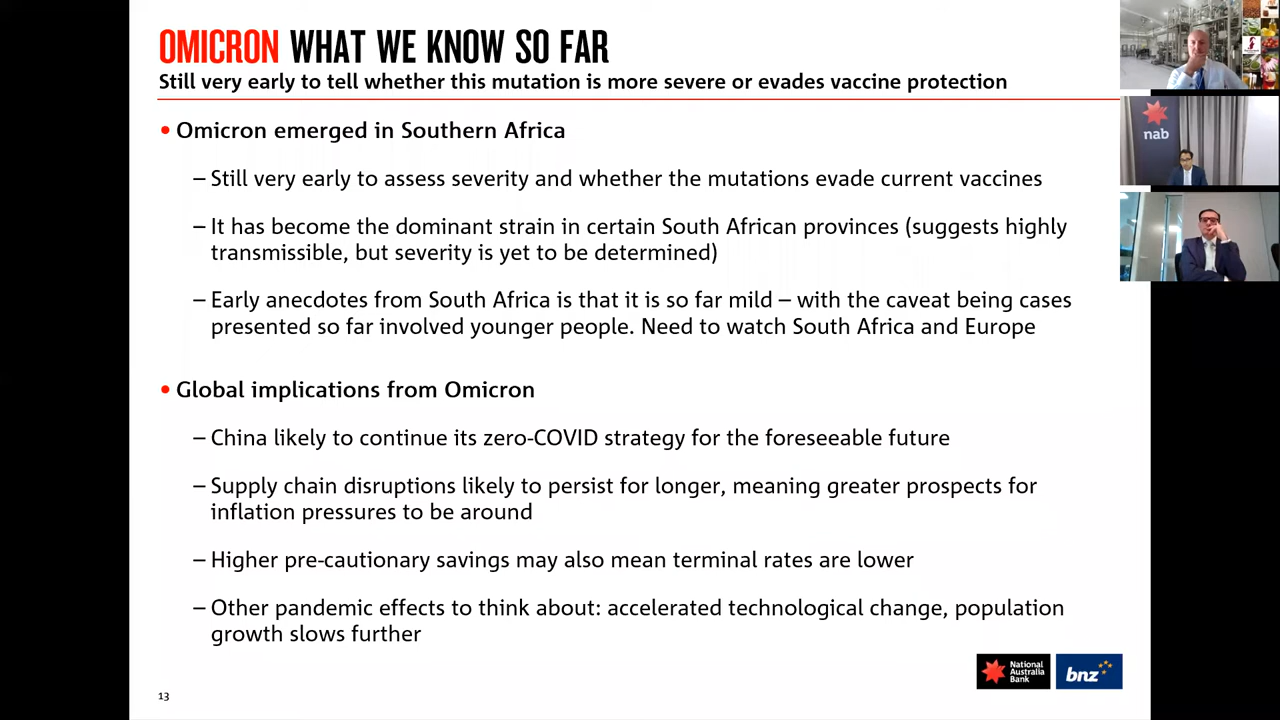 OMICRON WHAT WE KNOW SO FAR
Still very early to tell whether this mutation is more severe or evades vaccine protection
• Omicron emerged in Southern Africa
– Still very early to assess severity and whether the mutations evade current vaccines
– It has become the dominant strain in certain South African provinces (suggests highly
transmissible, but severity is yet to be determined)
– Early anecdotes from South Africa is that it is so far mild – with the caveat being cases
presented so far involved younger people. Need to watch South Africa and Europe
• Global implications from Omicron
– China likely to continue its zero-COVID strategy for the foreseeable future
– Supply chain disruptions likely to persist for longer, meaning greater prospects for
inflation pressures to be around
– Higher pre-cautionary savings may also mean terminal rates are lower
– Other pandemic effects to think about: accelerated technological change, population
growth slows further
13
National
Australia
Bank
bnz
nab